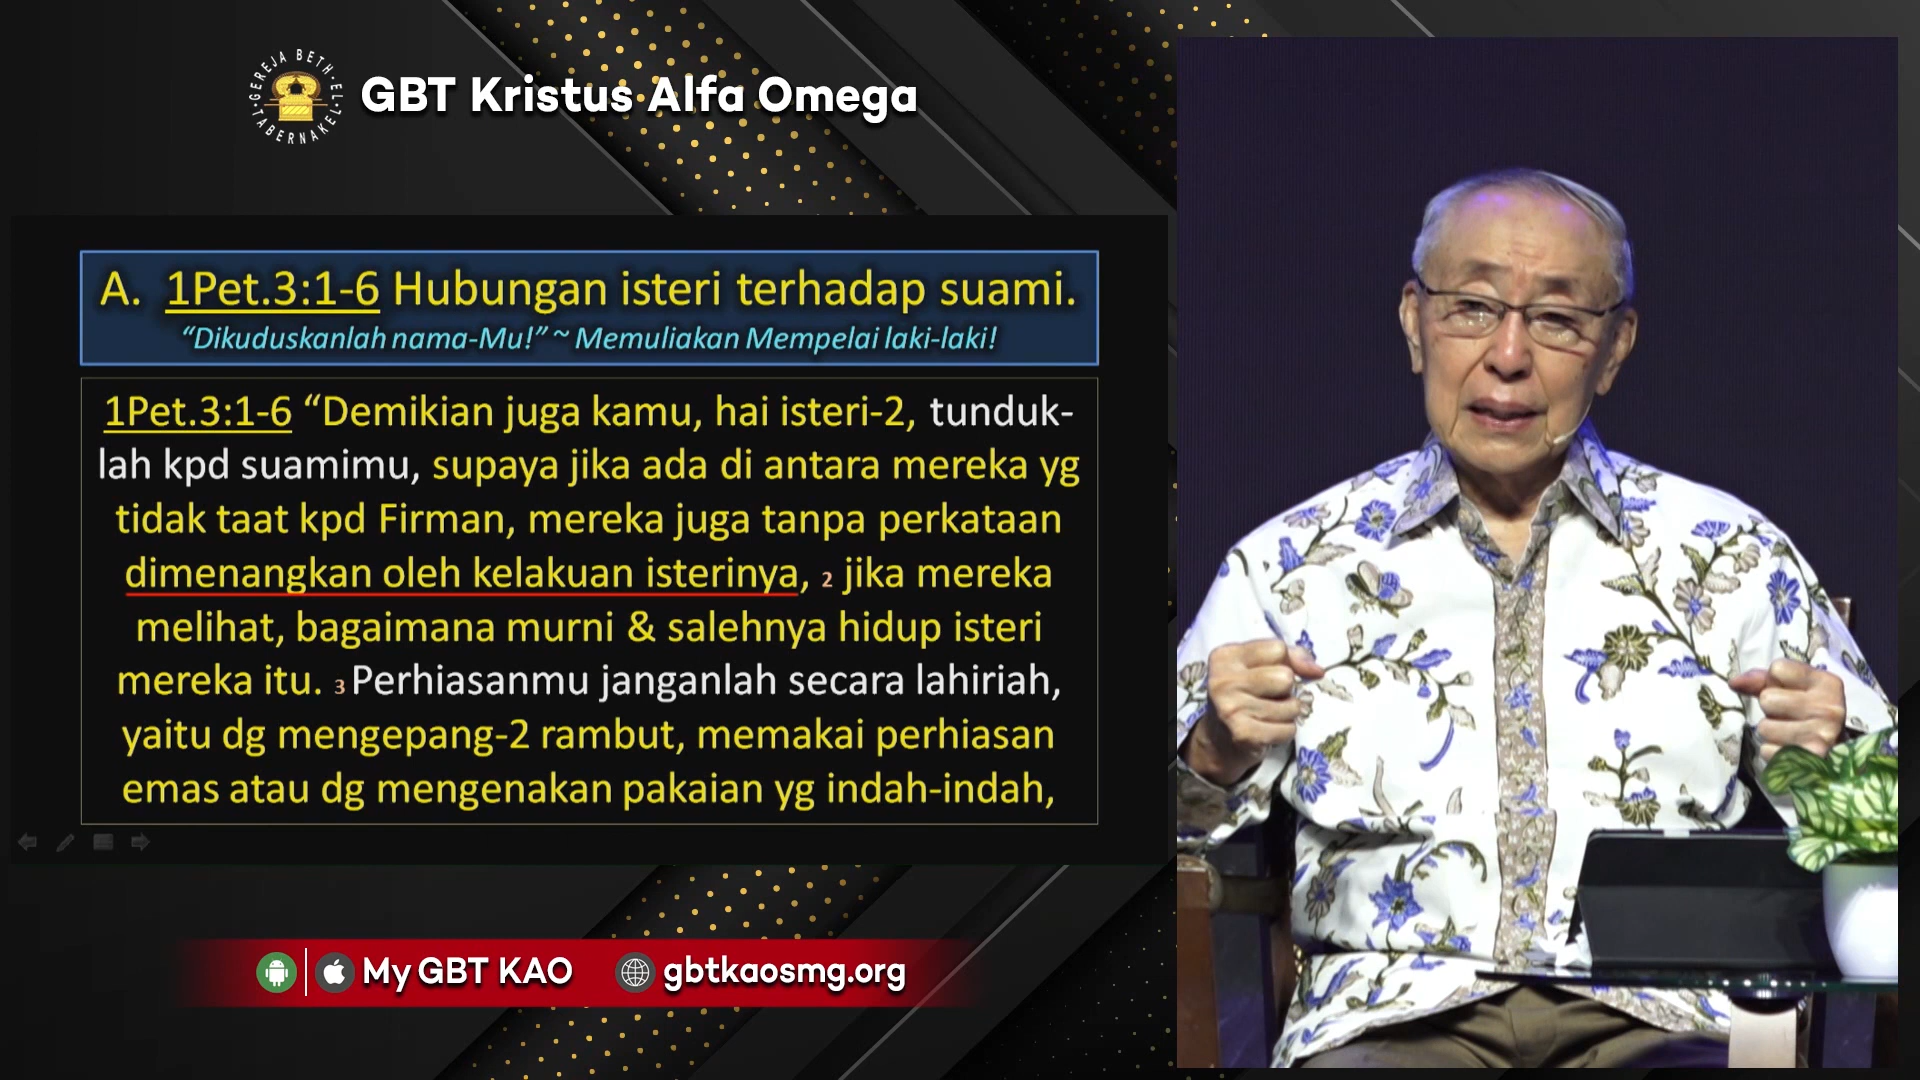 GEREJA BETH-EL TABERNAKEL
GBT Kristus Alfa Omega
A. 1Pet.3:1-6 Hubungan isteri terhadap suami.
“Dikuduskanlah nama-Mu!” ~ Memuliakan Mempelai laki-laki!
1Pet.3:1-6 “Demikian juga kamu, hai isteri-2, tunduk-
lah kpd suamimu, supaya jika ada di antara mereka yg
tidak taat kpd Firman, mereka juga tanpa perkataan
dimenangkan oleh kelakuan isterinya, 2 jika mereka
melihat, bagaimana murni & salehnya hidup isteri
mereka itu. 3 Perhiasanmu janganlah secara lahiriah,
yaitu dg mengepang-2 rambut, memakai perhiasan
emas atau dg mengenakan pakaian yg indah-indah,
My GBT KAO
gbtkaosmg.org